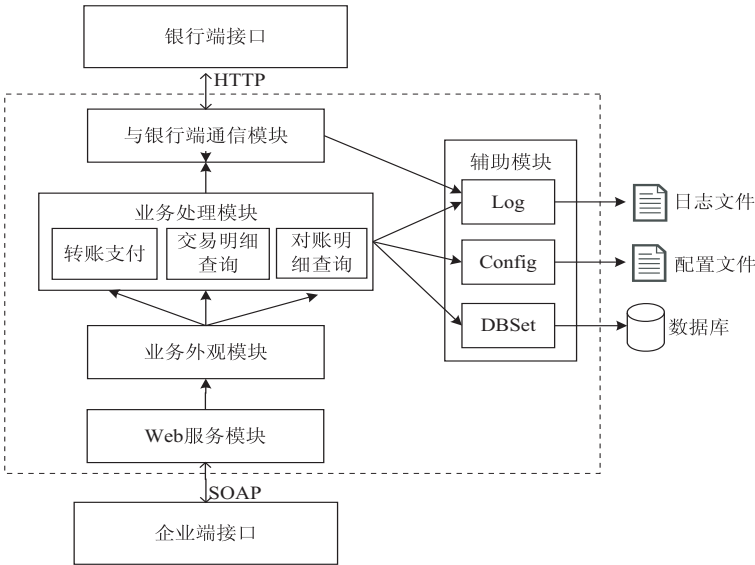 银行端接口
HTTP
与银行端通信模块
辅助模块
业务处理模块
转账支付
交易明细
查询
对账明
细查询
Log
日志文件
Config
配置文件
DBSet
数据库
业务外观模块
Web服务模块
SOAP
企业端接口